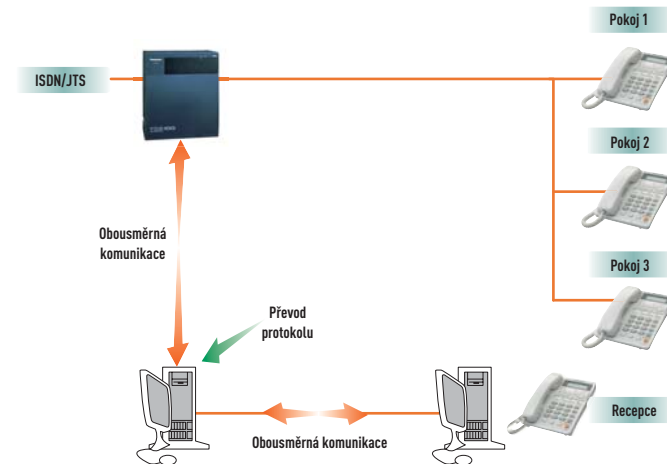 Pokoj 1
ISDN/JTS
Pokoj 2
Obousměrná
komunikace
Pokoj 3
Převod
protokolu
Recepce
Obousměrná komunikace